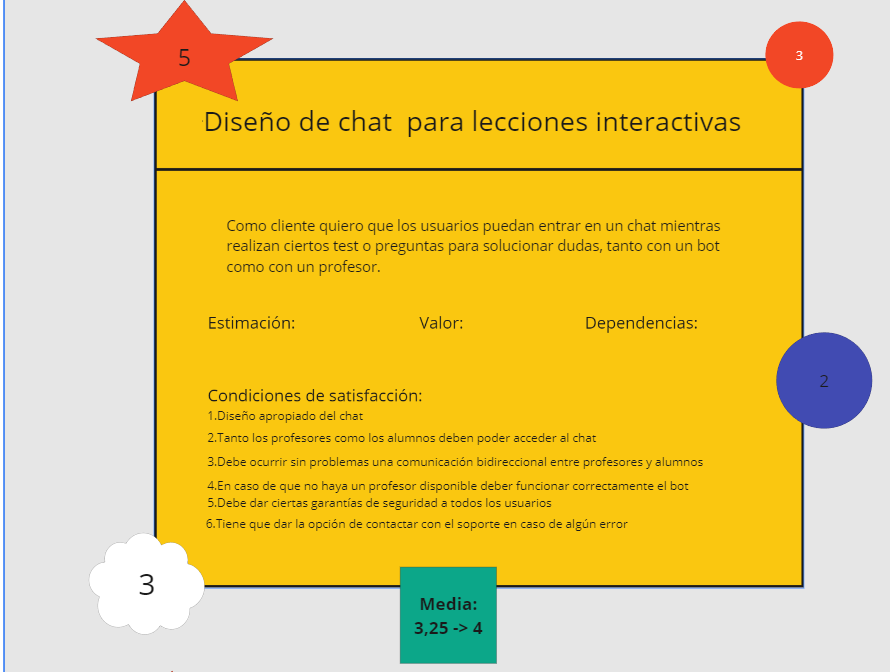 5
3
Diseño de chat  para lecciones interactivas
Como cliente quiero que los usuarios puedan entrar en un chat mientras
realizan ciertos test o preguntas para solucionar dudas, tanto con un bot
como con un profesor.
Estimación: Valor: Dependencias:
2
Condiciones de satisfacción:
1.Diseño apropiado del chat
2.Tanto los profesores como los alumnos deben poder acceder al chat
3.Debe ocurrir sin problemas una comunicación bidireccional entre profesores y alumnos
4.En caso de que no haya un profesor disponible deber funcionar correctamente el bot
5.Debe dar ciertas garantías de seguridad a todos los usuarios
6.Tiene que dar la opción de contactar con el soporte en caso de algún error
3
Media:
3,25 -> 4